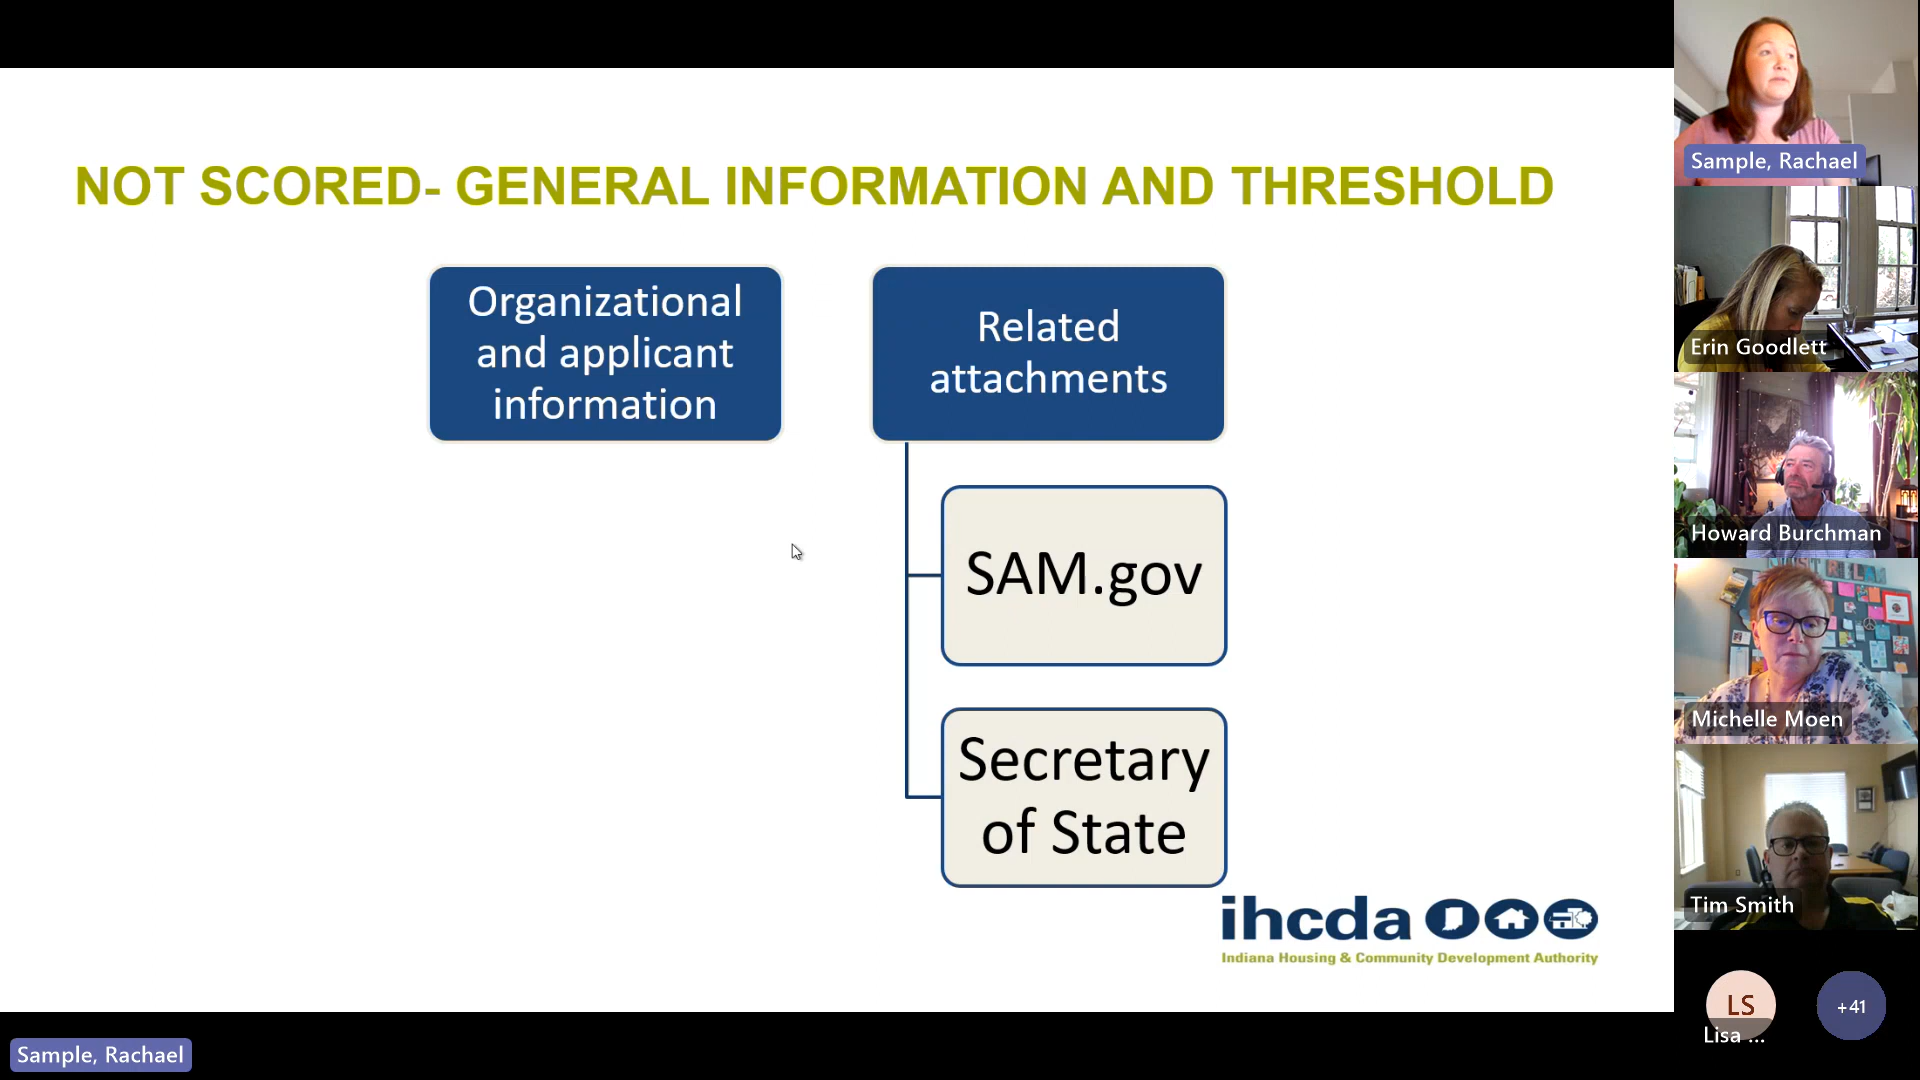 NOT SCORED- GENERAL INFORMATION AND THRESHOLD
Organizational
and applicant
information
Related
attachments
SAM.gov
Secretary
of State
ihcda
Indiana Housing & Community Development Authority
Sample, Rachael
Sample, Rachael
Erin Goodlett
Howard Burchman
Michelle Moen
Tim Smith
LS
Lisa ...
+41